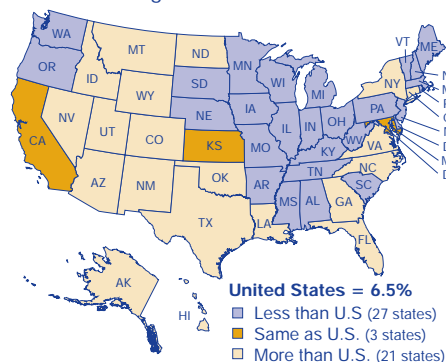 WA
MT
ND
VT
ME
OR
MN
ID
SD
WI
NY
WY
MI
NV
NE
IA
PA
CA
UT
CO
KS
MO
IL
IN
OH
WV
VA
KY
AZ
NM
OK
AR
TN
NC
SC
TX
LA
MS
AL
GA
FL
AK
HI
United States = 6.5%
Less than U.S (27 states)
Same as U.S. (3 states)
More than U.S. (21 states)